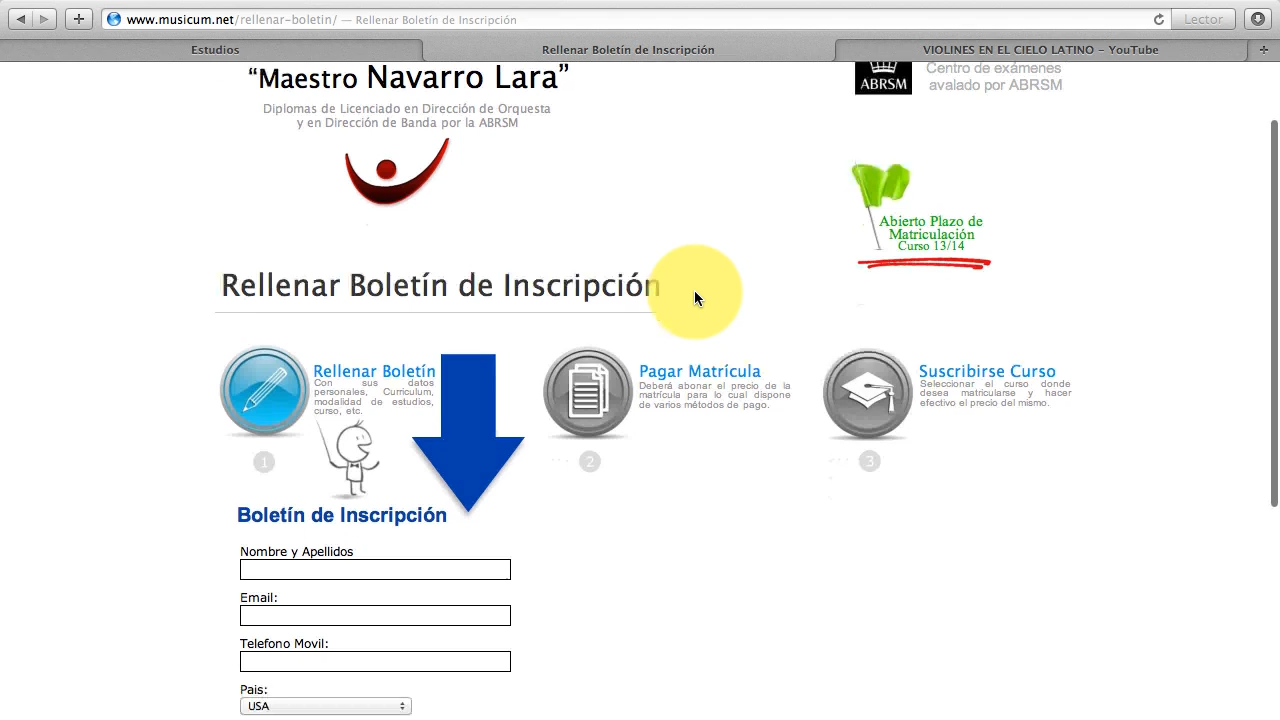 www.musicum.net/rellenar-boletin/ — Rellenar Boletín de Inscripción
Lector
Estudios
Rellenar Boletín de Inscripción
VIOLINES EN EL CIELO LATINO – YouTube
“Maestro Navarro Lara”
Diplomas de Licenciado en Dirección de Orquesta
y en Dirección de Banda por la ABRSM
ABRSM
Centro de exámenes
avalado por ABRSM
Abierto Plazo de
Matriculación
Curso 13/14
Rellenar Boletín de Inscripción
Rellenar Boletín
Con sus datos
personales, Curriculum,
modalidad de estudios,
curso, etc.
1
Pagar Matrícula
Deberá abonar el precio de la
matrícula para lo cual dispone
de varios métodos de pago.
2
Suscribirse Curso
Seleccionar el curso donde
desea matricularse y hacer
efectivo el precio del mismo.
3
Boletín de Inscripción
Nombre y Apellidos
Email:
Telefono Movil:
Pais:
USA